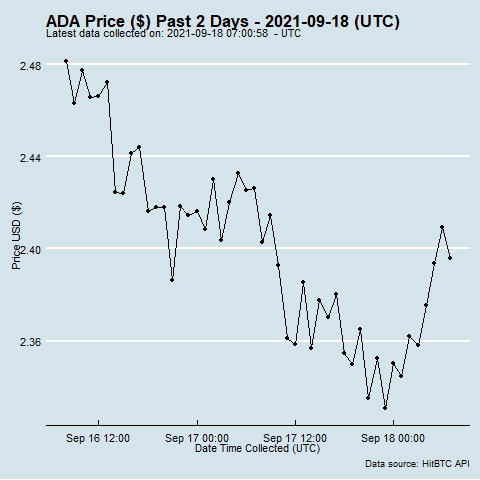 ADA Price ($) Past 2 Days - 2021-09-18 (UTC)
Latest data collected on: 2021-09-18 07:00:58 - UTC
2.48
2.44
2.40
2.36
Price USD ($)
Sep 16 12:00 Sep 17 00:00 Sep 17 12:00 Sep 18 00:00
Date Time Collected (UTC)
Data source: HitBTC API